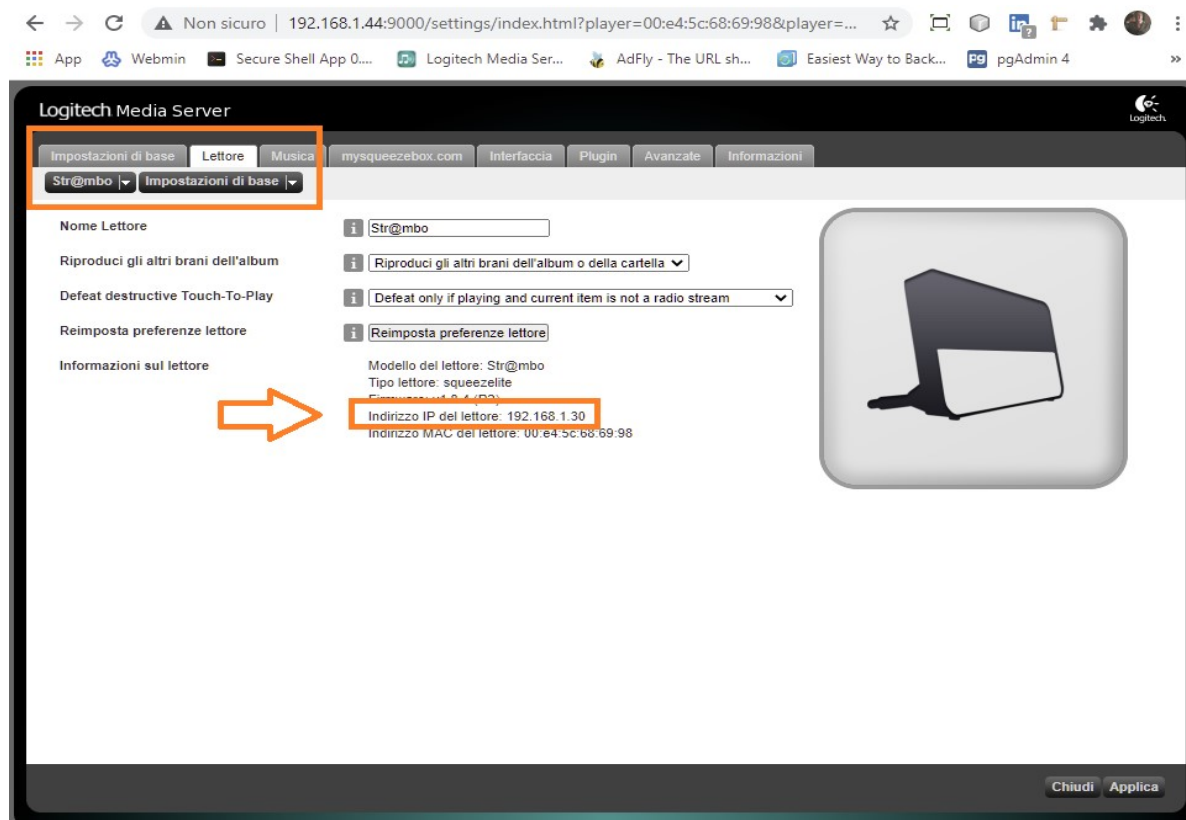 Non sicuro | 192.168.1.44:9000/settings/index.html?player=00:e4:5c:68:69:98&player=...
App Webmin Secure Shell App 0.... Logitech Media Ser... AdFly - The URL sh... Easiest Way to Back... pgAdmin 4 »
Logitech Media Server
Logitech
Impostazioni di base Lettore Musica mysqueezebox.com Interfaccia Plugin Avanzate Informazioni
Str@mbo Impostazioni di base
Nome Lettore Str@mbo
Riproduci gli altri brani dell'album Riproduci gli altri brani dell'album o della cartella
Defeat destructive Touch-To-Play Defeat only if playing and current item is not a radio stream
Reimposta preferenze lettore Reimposta preferenze lettore
Informazioni sul lettore Modello del lettore: Str@mbo
Tipo lettore: squeezelite
Indirizzo IP del lettore: 192.168.1.30
Indirizzo MAC del lettore: 00:e4:5c:68:69:98
Chiudi Applica